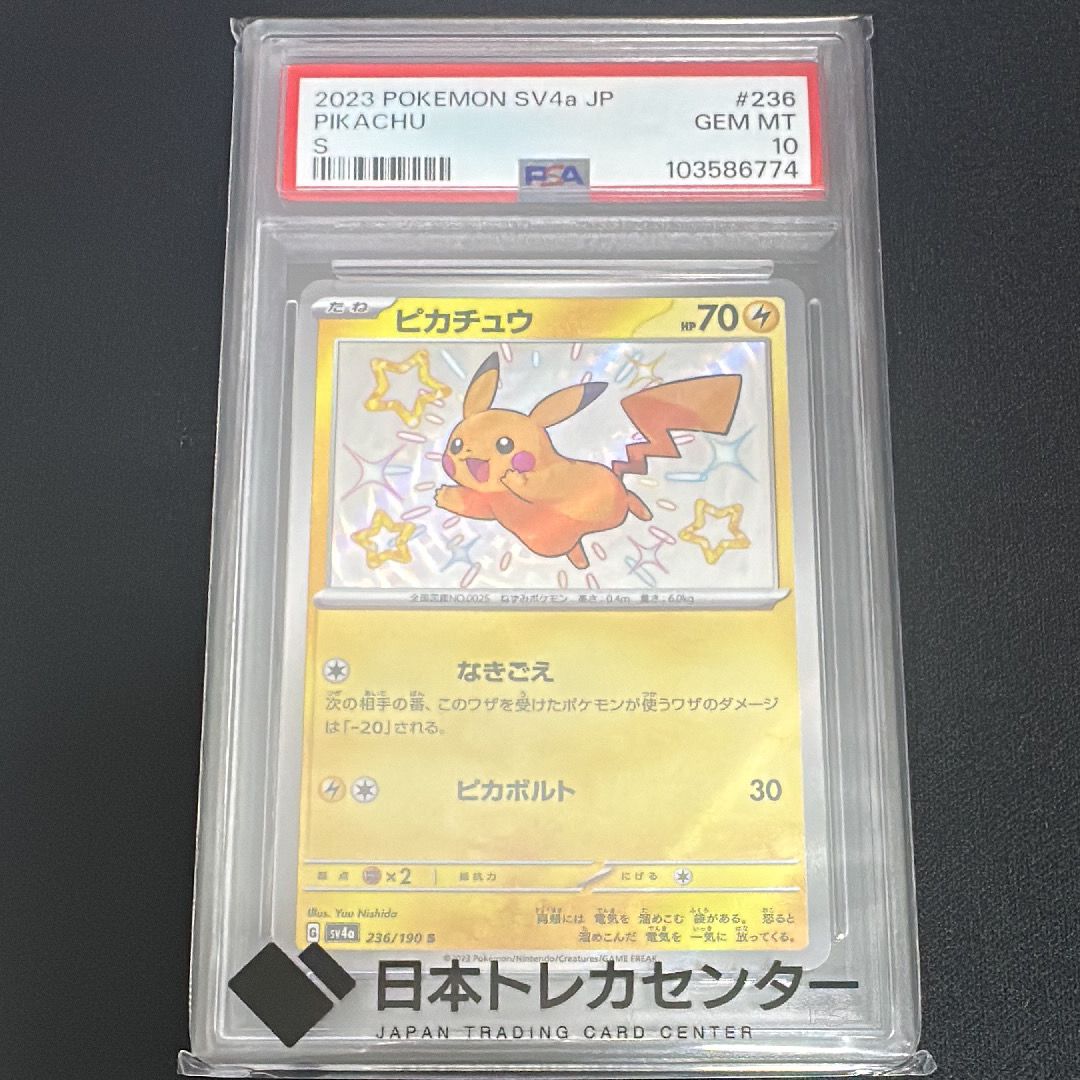 2023 POKEMON SV4a JP #236
PIKACHU GEM MT
S 10
PSA 103586774
たね ピカチュウ HP70
全国図鑑NO.0025 ねずみポケモン 高さ:0.4m 重さ:6.0kg
なきごえ
次の相手の番、このワザを受けたポケモンが使うワザのダメージ
は「-20」される。
ピカボルト 30
弱点 ×2 抵抗力 にげる
Illus. Yuu Nishida
G sv4a 236/190 S
両頬には 電気を 溜めこむ 袋がある。 怒ると
溜めこんだ 電気を 一気に 放ってくる。
©2023 Pokémon/Nintendo/Creatures/GAME FREAK
日本トレカセンター
JAPAN TRADING CARD CENTER